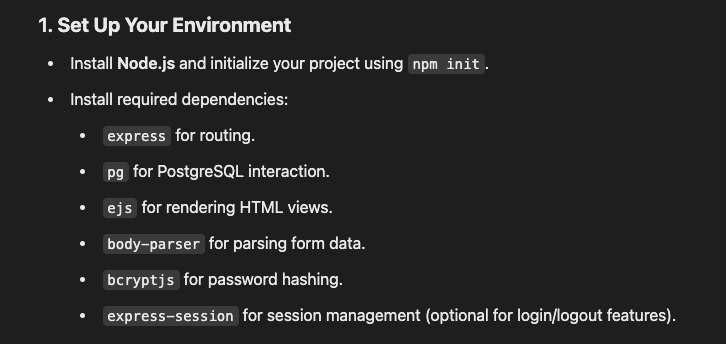 1. Set Up Your Environment
• Install Node.js and initialize your project using npm init.
• Install required dependencies:
• express for routing.
• pg for PostgreSQL interaction.
• ejs for rendering HTML views.
• body-parser for parsing form data.
• bcryptjs for password hashing.
• express-session for session management (optional for login/logout features).